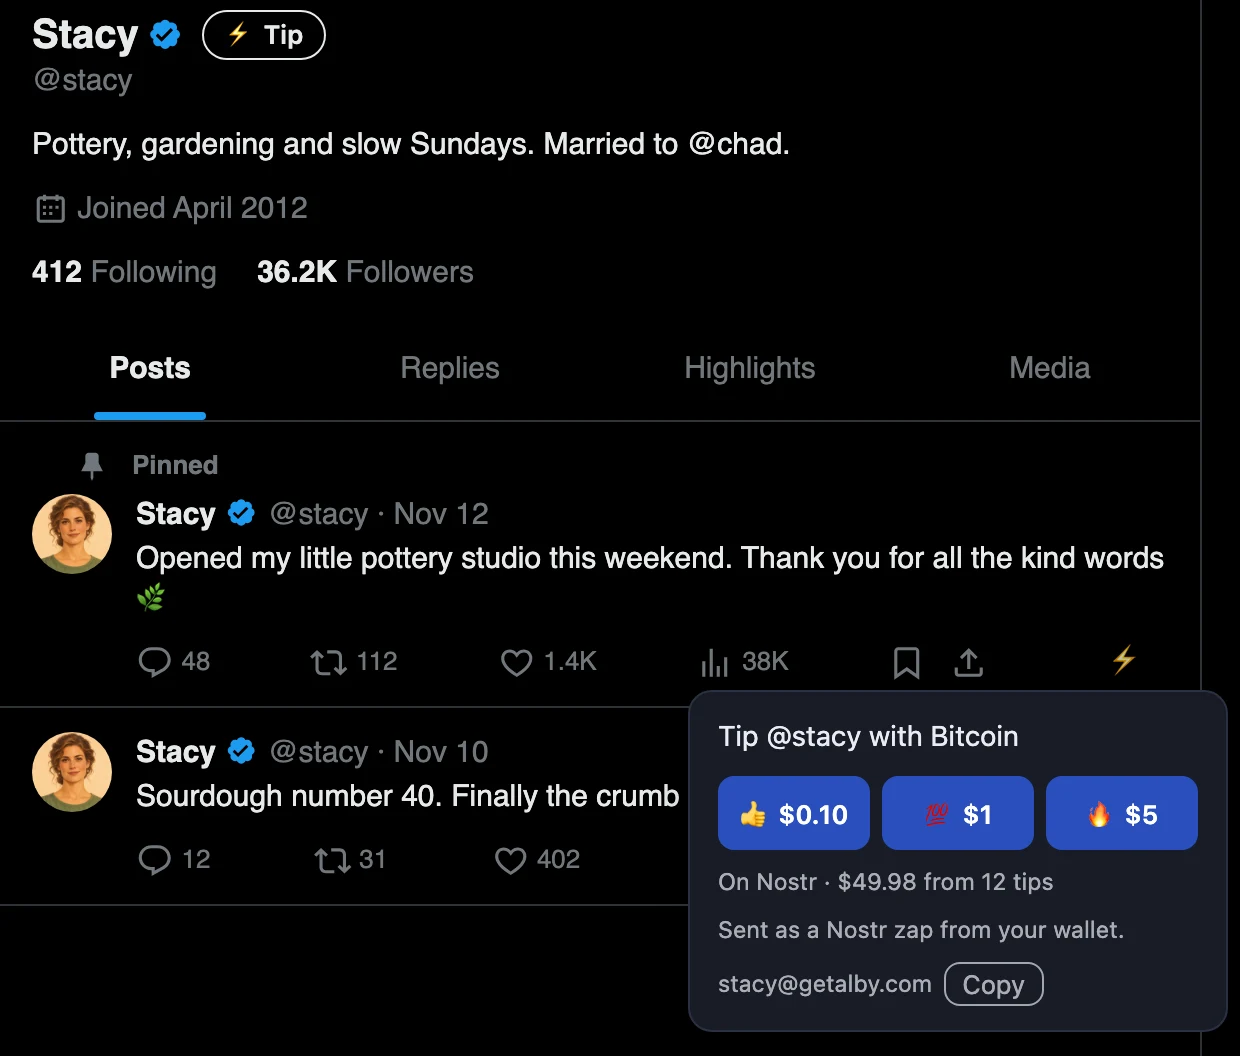 Stacy ⚡ Tip
@stacy
Pottery, gardening and slow Sundays. Married to @chad.
Joined April 2012
412 Following 36.2K Followers
Posts Replies Highlights Media
Pinned
Stacy @stacy · Nov 12
Opened my little pottery studio this weekend. Thank you for all the kind words
🌿
48 112 1.4K 38K ⚡
Stacy @stacy · Nov 10
Sourdough number 40. Finally the crumb
12 31 402
Tip @stacy with Bitcoin
👍 $0.10 💯 $1 🔥 $5
On Nostr · $49.98 from 12 tips
Sent as a Nostr zap from your wallet.
stacy@getalby.com Copy